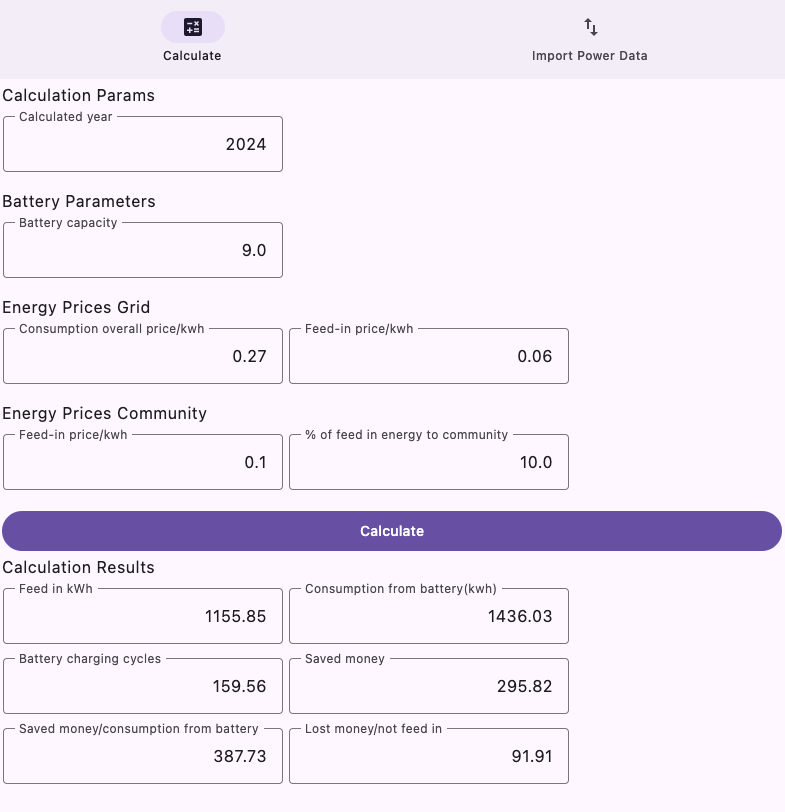 Calculate
Import Power Data
Calculation Params
Calculated year
2024
Battery Parameters
Battery capacity
9.0
Energy Prices Grid
Consumption overall price/kwh
0.27
Feed-in price/kwh
0.06
Energy Prices Community
Feed-in price/kwh
0.1
% of feed in energy to community
10.0
Calculate
Calculation Results
Feed in kWh
1155.85
Consumption from battery(kwh)
1436.03
Battery charging cycles
159.56
Saved money
295.82
Saved money/consumption from battery
387.73
Lost money/not feed in
91.91